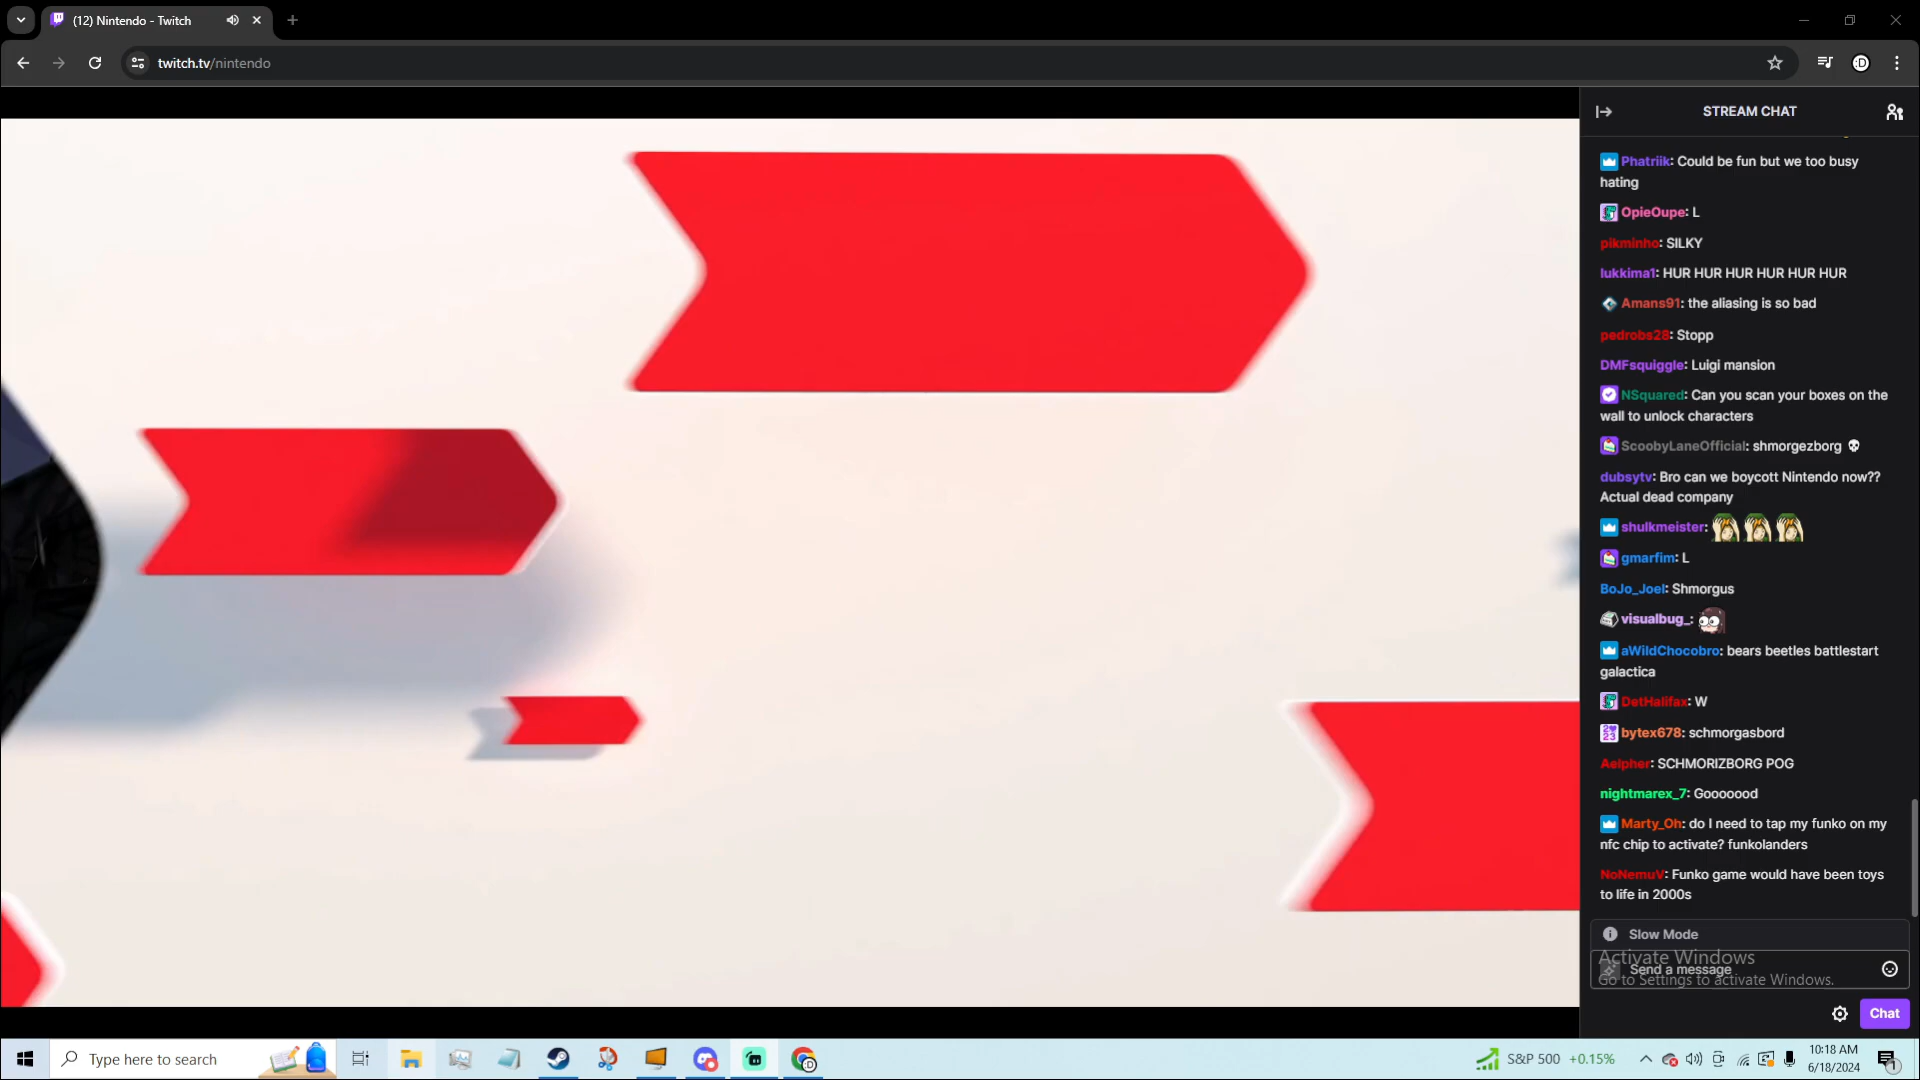 (12) Nintendo - Twitch
twitch.tv/nintendo
STREAM CHAT
Phatriik: Could be fun but we too busy
hating
OpieOupe: L
pikminho: SILKY
lukkima1: HUR HUR HUR HUR HUR HUR
Amans91: the aliasing is so bad
pedrobs28: Stopp
DMFsquiggle: Luigi mansion
NSquared: Can you scan your boxes on the
wall to unlock characters
ScoobyLaneOfficial: shmorgezborg
dubsytv: Bro can we boycott Nintendo now??
Actual dead company
shulkmeister:
gmarfim: L
BoJo_Joel: Shmorgus
visualbug_:
aWildChocobro: bears beetles battlestart
galactica
DetHalifax: W
bytex678: schmorgasbord
Aelpher: SCHMORIZBORG POG
nightmarex_7: Gooooood
Marty_Oh: do I need to tap my funko on my
nfc chip to activate? funkolanders
NoNemuV: Funko game would have been toys
to life in 2000s
Slow Mode
Activate Windows
Send a message
Go to Settings to activate Windows.
Chat
Type here to search
S&P 500 +0.15%
10:18 AM
6/18/2024
1